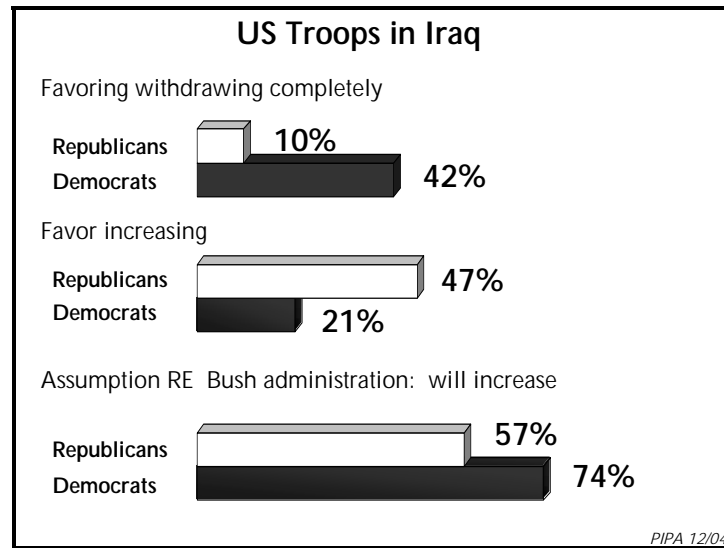 US Troops in Iraq
Favoring withdrawing completely
Republicans 10%
Democrats 42%
Favor increasing
Republicans 47%
Democrats 21%
Assumption RE Bush administration: will increase
Republicans 57%
Democrats 74%
PIPA 12/04